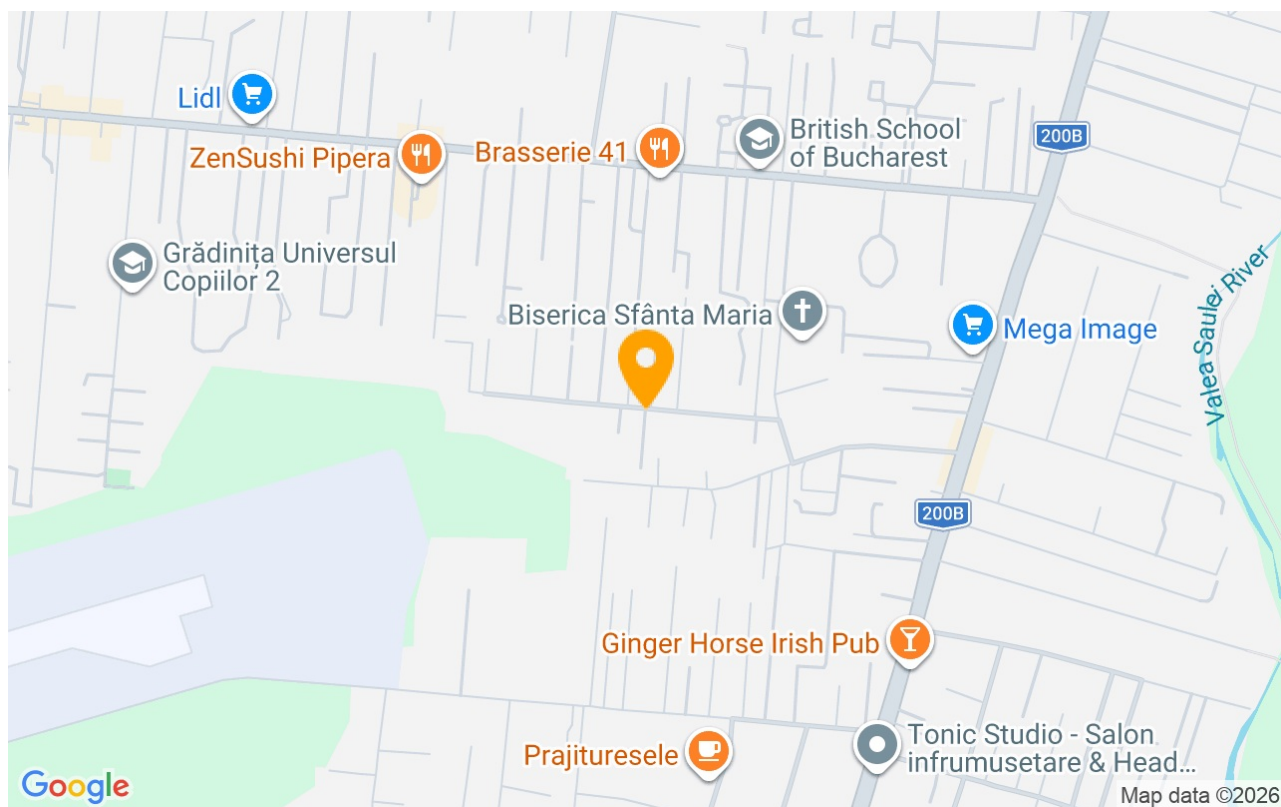 Lidl
ZenSushi Pipera
Brasserie 41
British School
of Bucharest
200B
Grădinița Universul
Copiilor 2
Biserica Sfânta Maria
Mega Image
Valea Saulei River
200B
Ginger Horse Irish Pub
Prajituresele
Tonic Studio - Salon
infrumusetare & Head...
Google
Map data ©2026